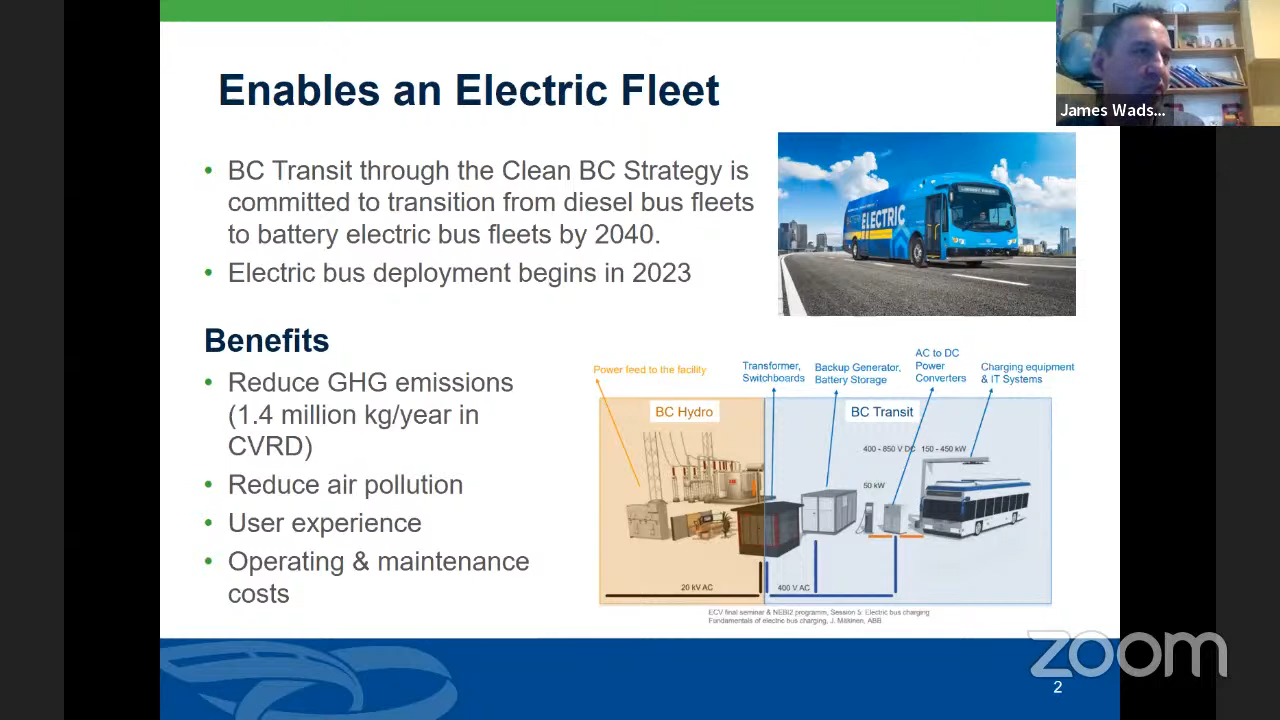 Enables an Electric Fleet
James Wads...
• BC Transit through the Clean BC Strategy is
committed to transition from diesel bus fleets
to battery electric bus fleets by 2040.
• Electric bus deployment begins in 2023
ELECTRIC
Benefits
• Reduce GHG emissions
(1.4 million kg/year in
CVRD)
• Reduce air pollution
• User experience
• Operating & maintenance
costs
Power feed to the facility
Transformer,
Switchboards
Backup Generator,
Battery Storage
AC to DC
Power
Converters
Charging equipment
& IT Systems
BC Hydro
BC Transit
400 - 850 V DC 150 - 450 kW
50 kW
20 kV AC
400 V AC
ECV final seminar & NEBI2 programm, Session 5: Electric bus charging
Fundamentals of electric bus charging, J. Mäkinen, ABB
zoom
2